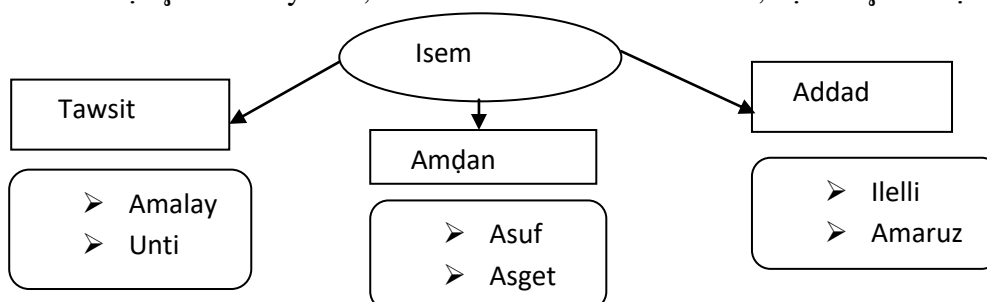 Isem
Tawsit
Amḍan
Addad
Amalay
Unti
Asuf
Asget
Ilelli
Amaruz